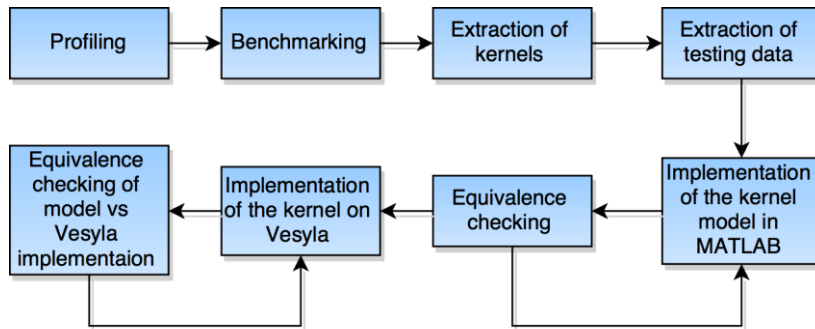 Profiling
Benchmarking
Extraction of
kernels
Extraction of
testing data
Equivalence
checking of
model vs
Vesyla
implementaion
Implementation
of the kernel on
Vesyla
Equivalence
checking
Implementation
of the kernel
model in
MATLAB